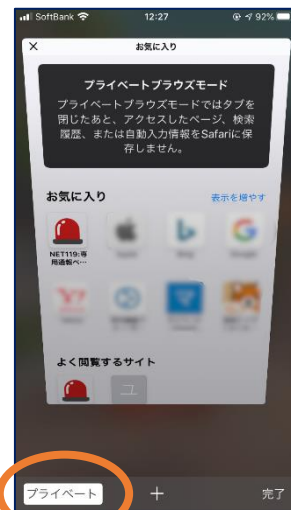 SoftBank 12:27 92%
× お気に入り
プライベートブラウズモード
プライベートブラウズモードではタブを
閉じたあと、アクセスしたページ、検索
履歴、または自動入力情報をSafariに保
存しません。
お気に入り 表示を増やす
NET119:専
用通報ペ…
よく閲覧するサイト
ユ
プライベート + 完了